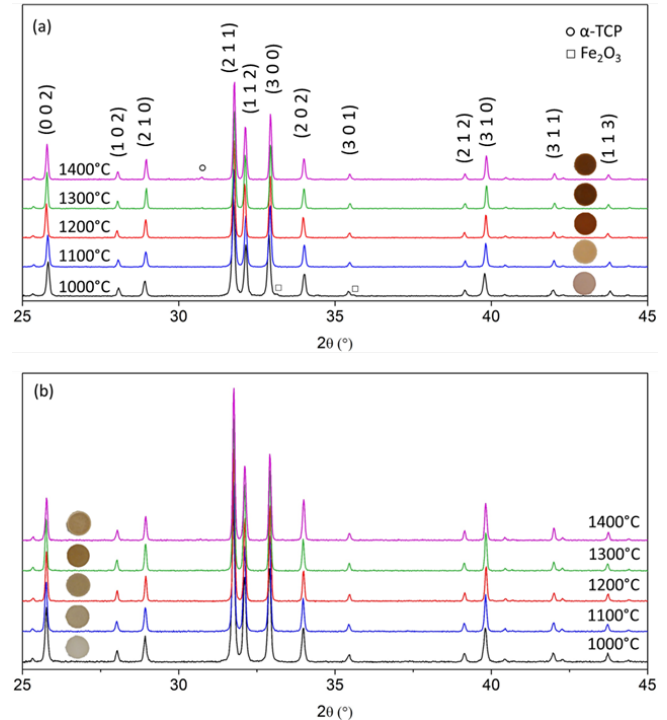 (a)
○ α-TCP
□ Fe₂O₃
(0 0 2)
(1 0 2)
(2 1 0)
(2 1 1)
(1 1 2)
(3 0 0)
(2 0 2)
(3 0 1)
(2 1 2)
(3 1 0)
(3 1 1)
(1 1 3)
1400°C
1300°C
1200°C
1100°C
1000°C
25 30 35 40 45
2θ (°)
(b)
1400°C
1300°C
1200°C
1100°C
1000°C
25 30 35 40 45
2θ (°)